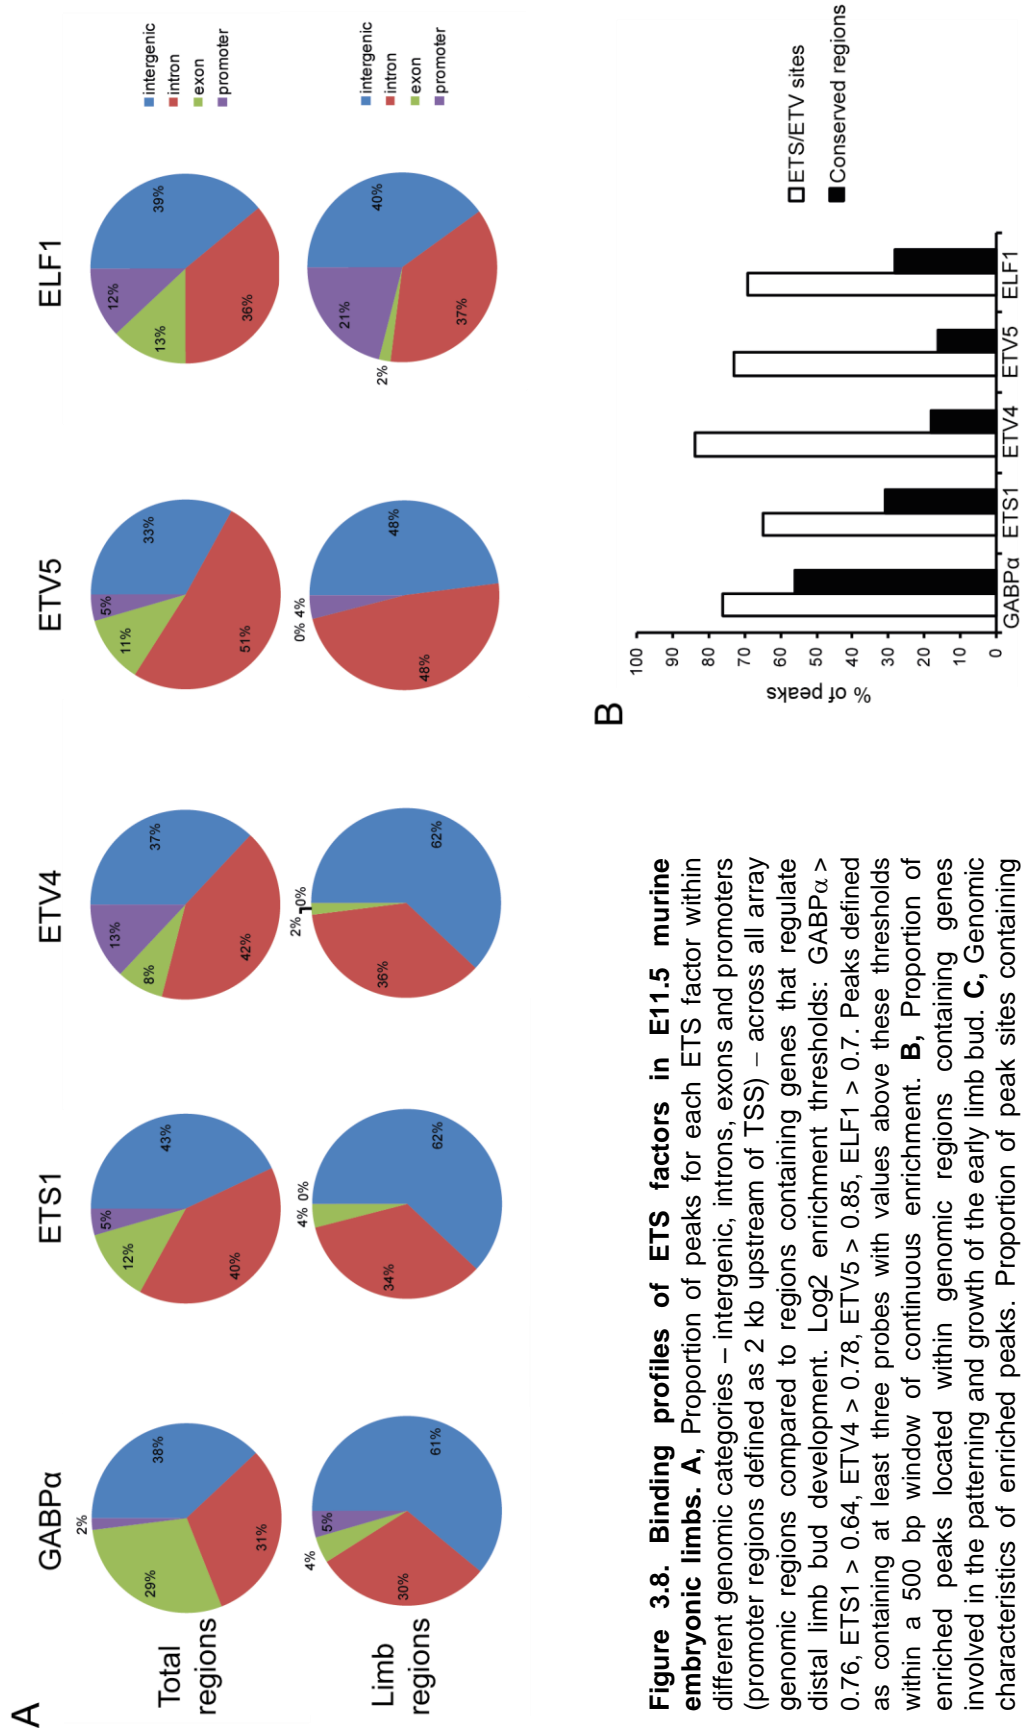 A
GABPα
ETS1
ETV4
ETV5
ELF1
Total
regions
2%
38%
29%
31%
5%
43%
12%
40%
13%
37%
8%
42%
5%
33%
11%
51%
12%
39%
13%
36%
intergenic
intron
exon
promoter
Limb
regions
5%
4%
61%
30%
4% 0%
62%
34%
2% 0%
62%
36%
0% 4%
48%
48%
21%
40%
2%
37%
intergenic
intron
exon
promoter
Figure 3.8. Binding profiles of ETS factors in E11.5 murine
embryonic limbs. A, Proportion of peaks for each ETS factor within
different genomic categories – intergenic, introns, exons and promoters
(promoter regions defined as 2 kb upstream of TSS) – across all array
genomic regions compared to regions containing genes that regulate
distal limb bud development. Log2 enrichment thresholds: GABPα >
0.76, ETS1 > 0.64, ETV4 > 0.78, ETV5 > 0.85, ELF1 > 0.7. Peaks defined
as containing at least three probes with values above these thresholds
within a 500 bp window of continuous enrichment. B, Proportion of
enriched peaks located within genomic regions containing genes
involved in the patterning and growth of the early limb bud. C, Genomic
characteristics of enriched peaks. Proportion of peak sites containing
B
% of peaks
100
90
80
70
60
50
40
30
20
10
0
GABPα
ETS1
ETV4
ETV5
ELF1
ETS/ETV sites
Conserved regions